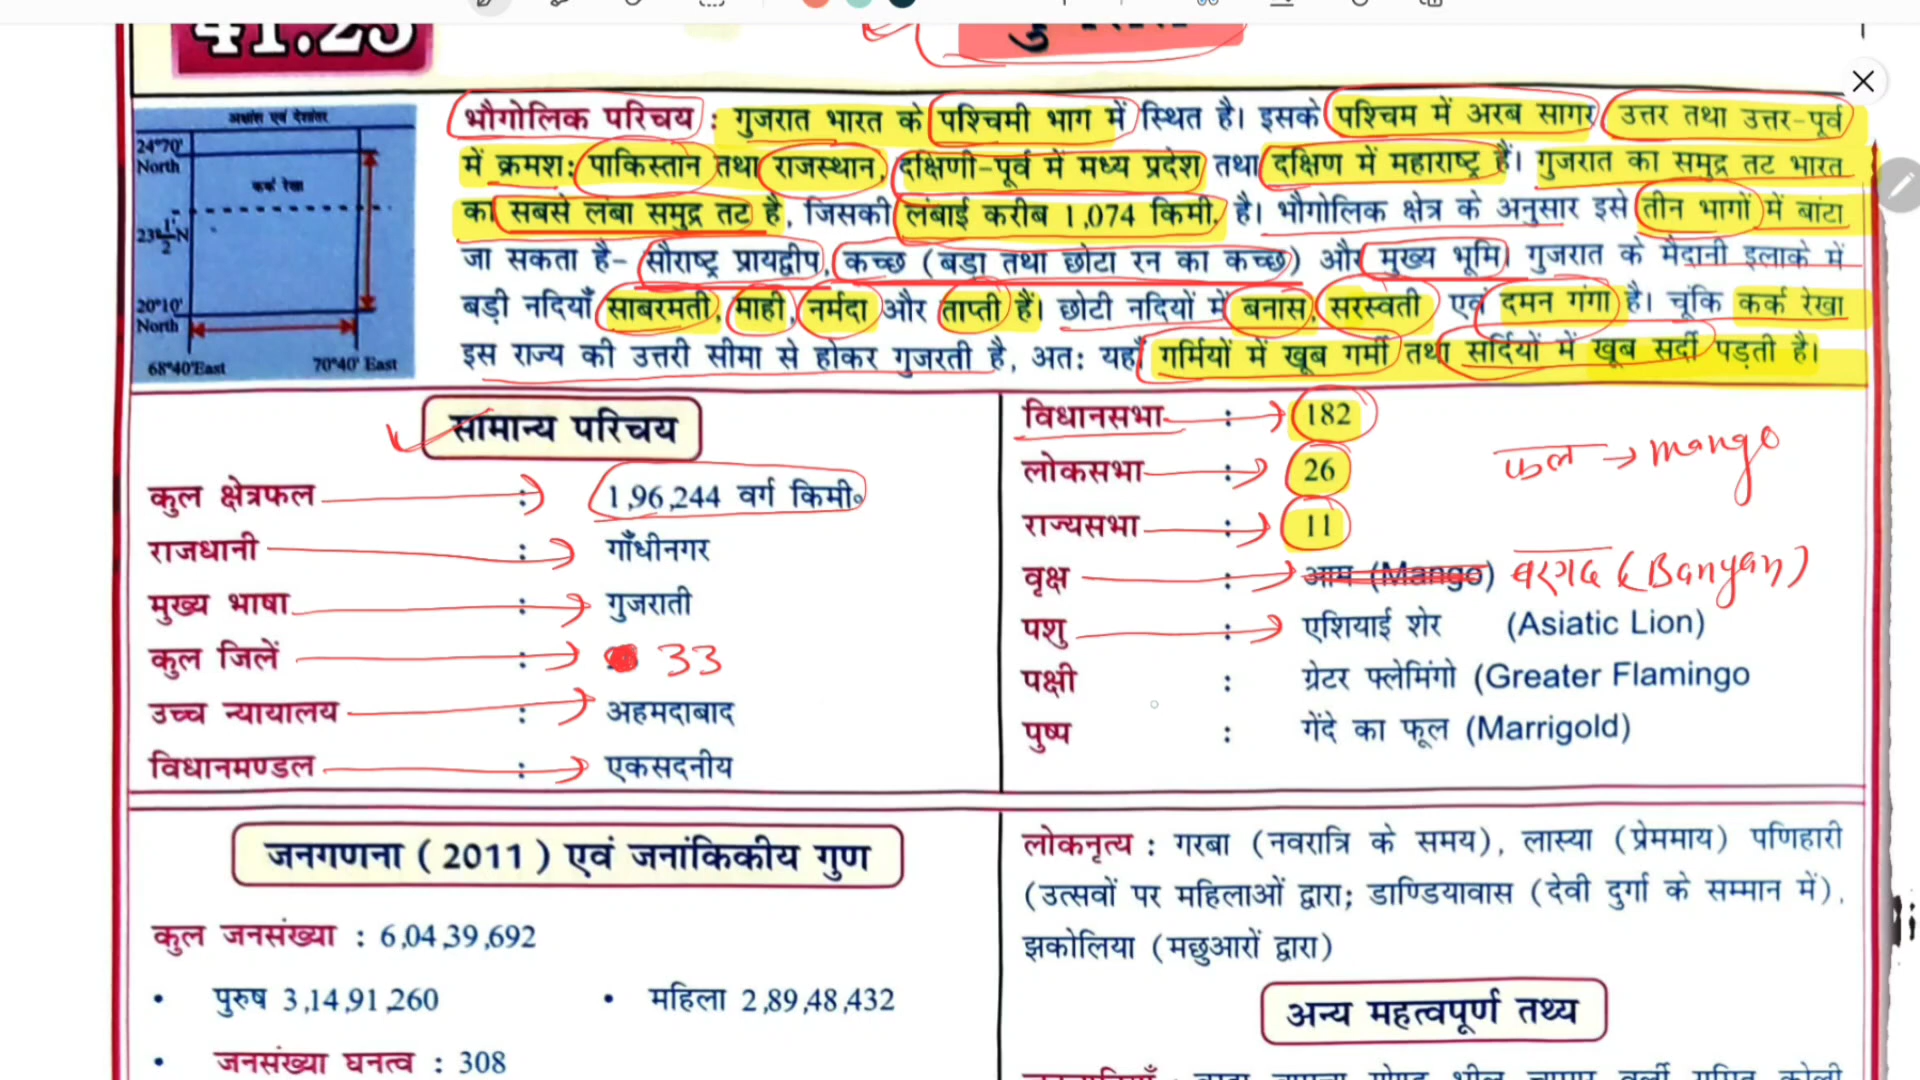 41.23
भौगोलिक परिचय : गुजरात भारत के पश्चिमी भाग में स्थित है। इसके पश्चिम में अरब सागर उत्तर तथा उत्तर-पूर्व
में क्रमश: पाकिस्तान तथा राजस्थान, दक्षिणी-पूर्व में मध्य प्रदेश तथा दक्षिण में महाराष्ट्र हैं। गुजरात का समुद्र तट भारत
का सबसे लंबा समुद्र तट है, जिसकी लंबाई करीब 1,074 किमी. है। भौगोलिक क्षेत्र के अनुसार इसे तीन भागों में बांटा
जा सकता है- सौराष्ट्र प्रायद्वीप, कच्छ (बड़ा तथा छोटा रन का कच्छ) और मुख्य भूमि। गुजरात के मैदानी इलाके में
बड़ी नदियाँ साबरमती, माही, नर्मदा और ताप्ती हैं। छोटी नदियों में बनास, सरस्वती एवं दमन गंगा है। चूंकि कर्क रेखा
इस राज्य की उत्तरी सीमा से होकर गुजरती है, अत: यहाँ गर्मियों में खूब गर्मी तथा सर्दियों में खूब सर्दी पड़ती है।
अक्षांश एवं देशांतर
24°70'
North
कर्क रेखा
23 1/2°N
20°10'
North
68°40'East
70°40' East
सामान्य परिचय
कुल क्षेत्रफल : 1,96,244 वर्ग किमी.
राजधानी : गाँधीनगर
मुख्य भाषा : गुजराती
कुल जिलें : 33
उच्च न्यायालय : अहमदाबाद
विधानमण्डल : एकसदनीय
विधानसभा : 182
लोकसभा : 26
फल → mango
राज्यसभा : 11
वृक्ष : आम (Mango) बरगद (Banyan)
पशु : एशियाई शेर (Asiatic Lion)
पक्षी : ग्रेटर फ्लेमिंगो (Greater Flamingo
पुष्प : गेंदे का फूल (Marrigold)
जनगणना (2011) एवं जनांकिकीय गुण
कुल जनसंख्या : 6,04,39,692
• पुरुष 3,14,91,260 • महिला 2,89,48,432
• जनसंख्या घनत्व : 308
लोकनृत्य : गरबा (नवरात्रि के समय), लास्या (प्रेममाय) पणिहारी
(उत्सवों पर महिलाओं द्वारा; डाण्डियावास (देवी दुर्गा के सम्मान में),
झकोलिया (मछुआरों द्वारा)
अन्य महत्वपूर्ण तथ्य